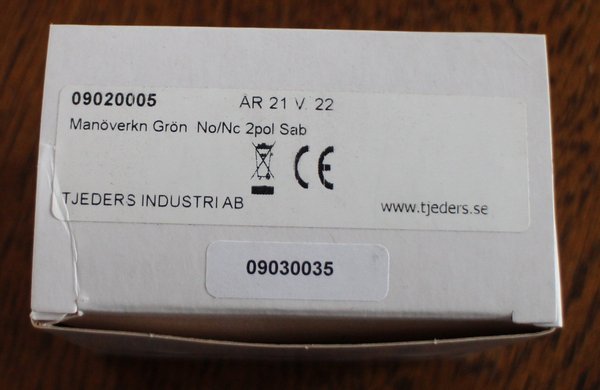 09020005 ÅR 21 V. 22
Manöverkn Grön No/Nc 2pol Sab
CE
TJEDERS INDUSTRI AB www.tjeders.se
09030035